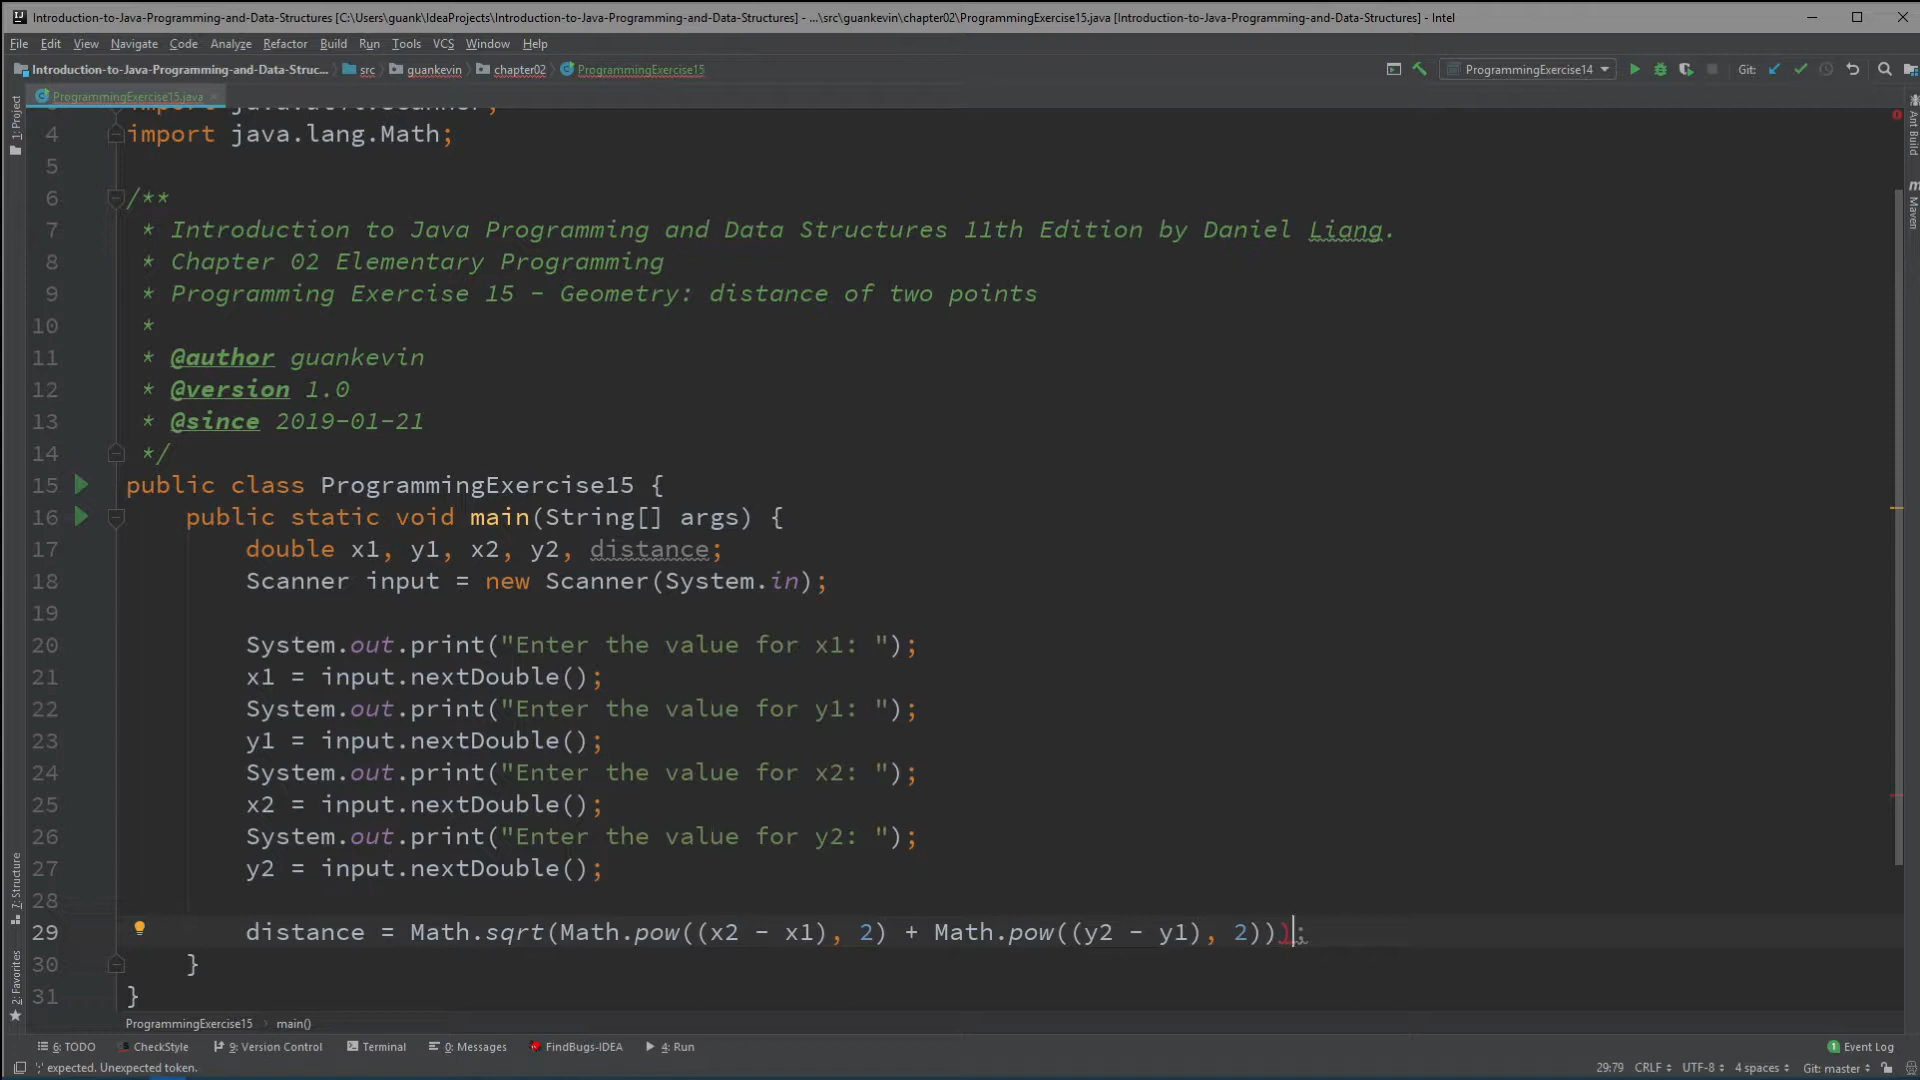 Introduction-to-Java-Programming-and-Data-Structures [C:\Users\guank\IdeaProjects\Introduction-to-Java-Programming-and-Data-Structures] - ...\src\guankevin\chapter02\ProgrammingExercise15.java [Introduction-to-Java-Programming-and-Data-Structures] - Intel
File Edit View Navigate Code Analyze Refactor Build Run Tools VCS Window Help
Introduction-to-Java-Programming-and-Data-Struc... src guankevin chapter02 ProgrammingExercise15 ProgrammingExercise14 Git:
ProgrammingExercise15.java
1: Project
Ant Build
Maven
4 import java.lang.Math;
5
6 /**
7 * Introduction to Java Programming and Data Structures 11th Edition by Daniel Liang.
8 * Chapter 02 Elementary Programming
9 * Programming Exercise 15 - Geometry: distance of two points
10 *
11 * @author guankevin
12 * @version 1.0
13 * @since 2019-01-21
14 */
15 public class ProgrammingExercise15 {
16 public static void main(String[] args) {
17 double x1, y1, x2, y2, distance;
18 Scanner input = new Scanner(System.in);
19
20 System.out.print("Enter the value for x1: ");
21 x1 = input.nextDouble();
22 System.out.print("Enter the value for y1: ");
23 y1 = input.nextDouble();
24 System.out.print("Enter the value for x2: ");
25 x2 = input.nextDouble();
26 System.out.print("Enter the value for y2: ");
27 y2 = input.nextDouble();
28
29 distance = Math.sqrt(Math.pow((x2 - x1), 2) + Math.pow((y2 - y1), 2)));
30 }
31 }
7: Structure
2: Favorites
ProgrammingExercise15 main()
6: TODO CheckStyle 9: Version Control Terminal 0: Messages FindBugs-IDEA 4: Run 1 Event Log
';' expected. Unexpected token. 29:79 CRLF UTF-8 4 spaces Git: master